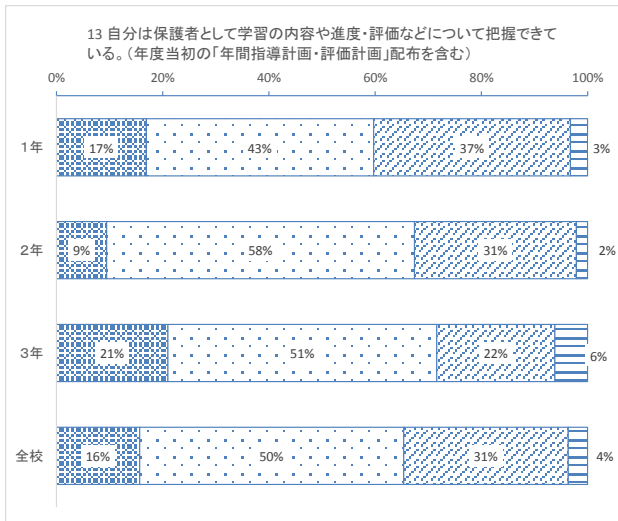 13 自分は保護者として学習の内容や進度・評価などについて把握できて
いる。(年度当初の「年間指導計画・評価計画」配布を含む)
0% 20% 40% 60% 80% 100%
1年 17% 43% 37% 3%
2年 9% 58% 31% 2%
3年 21% 51% 22% 6%
全校 16% 50% 31% 4%